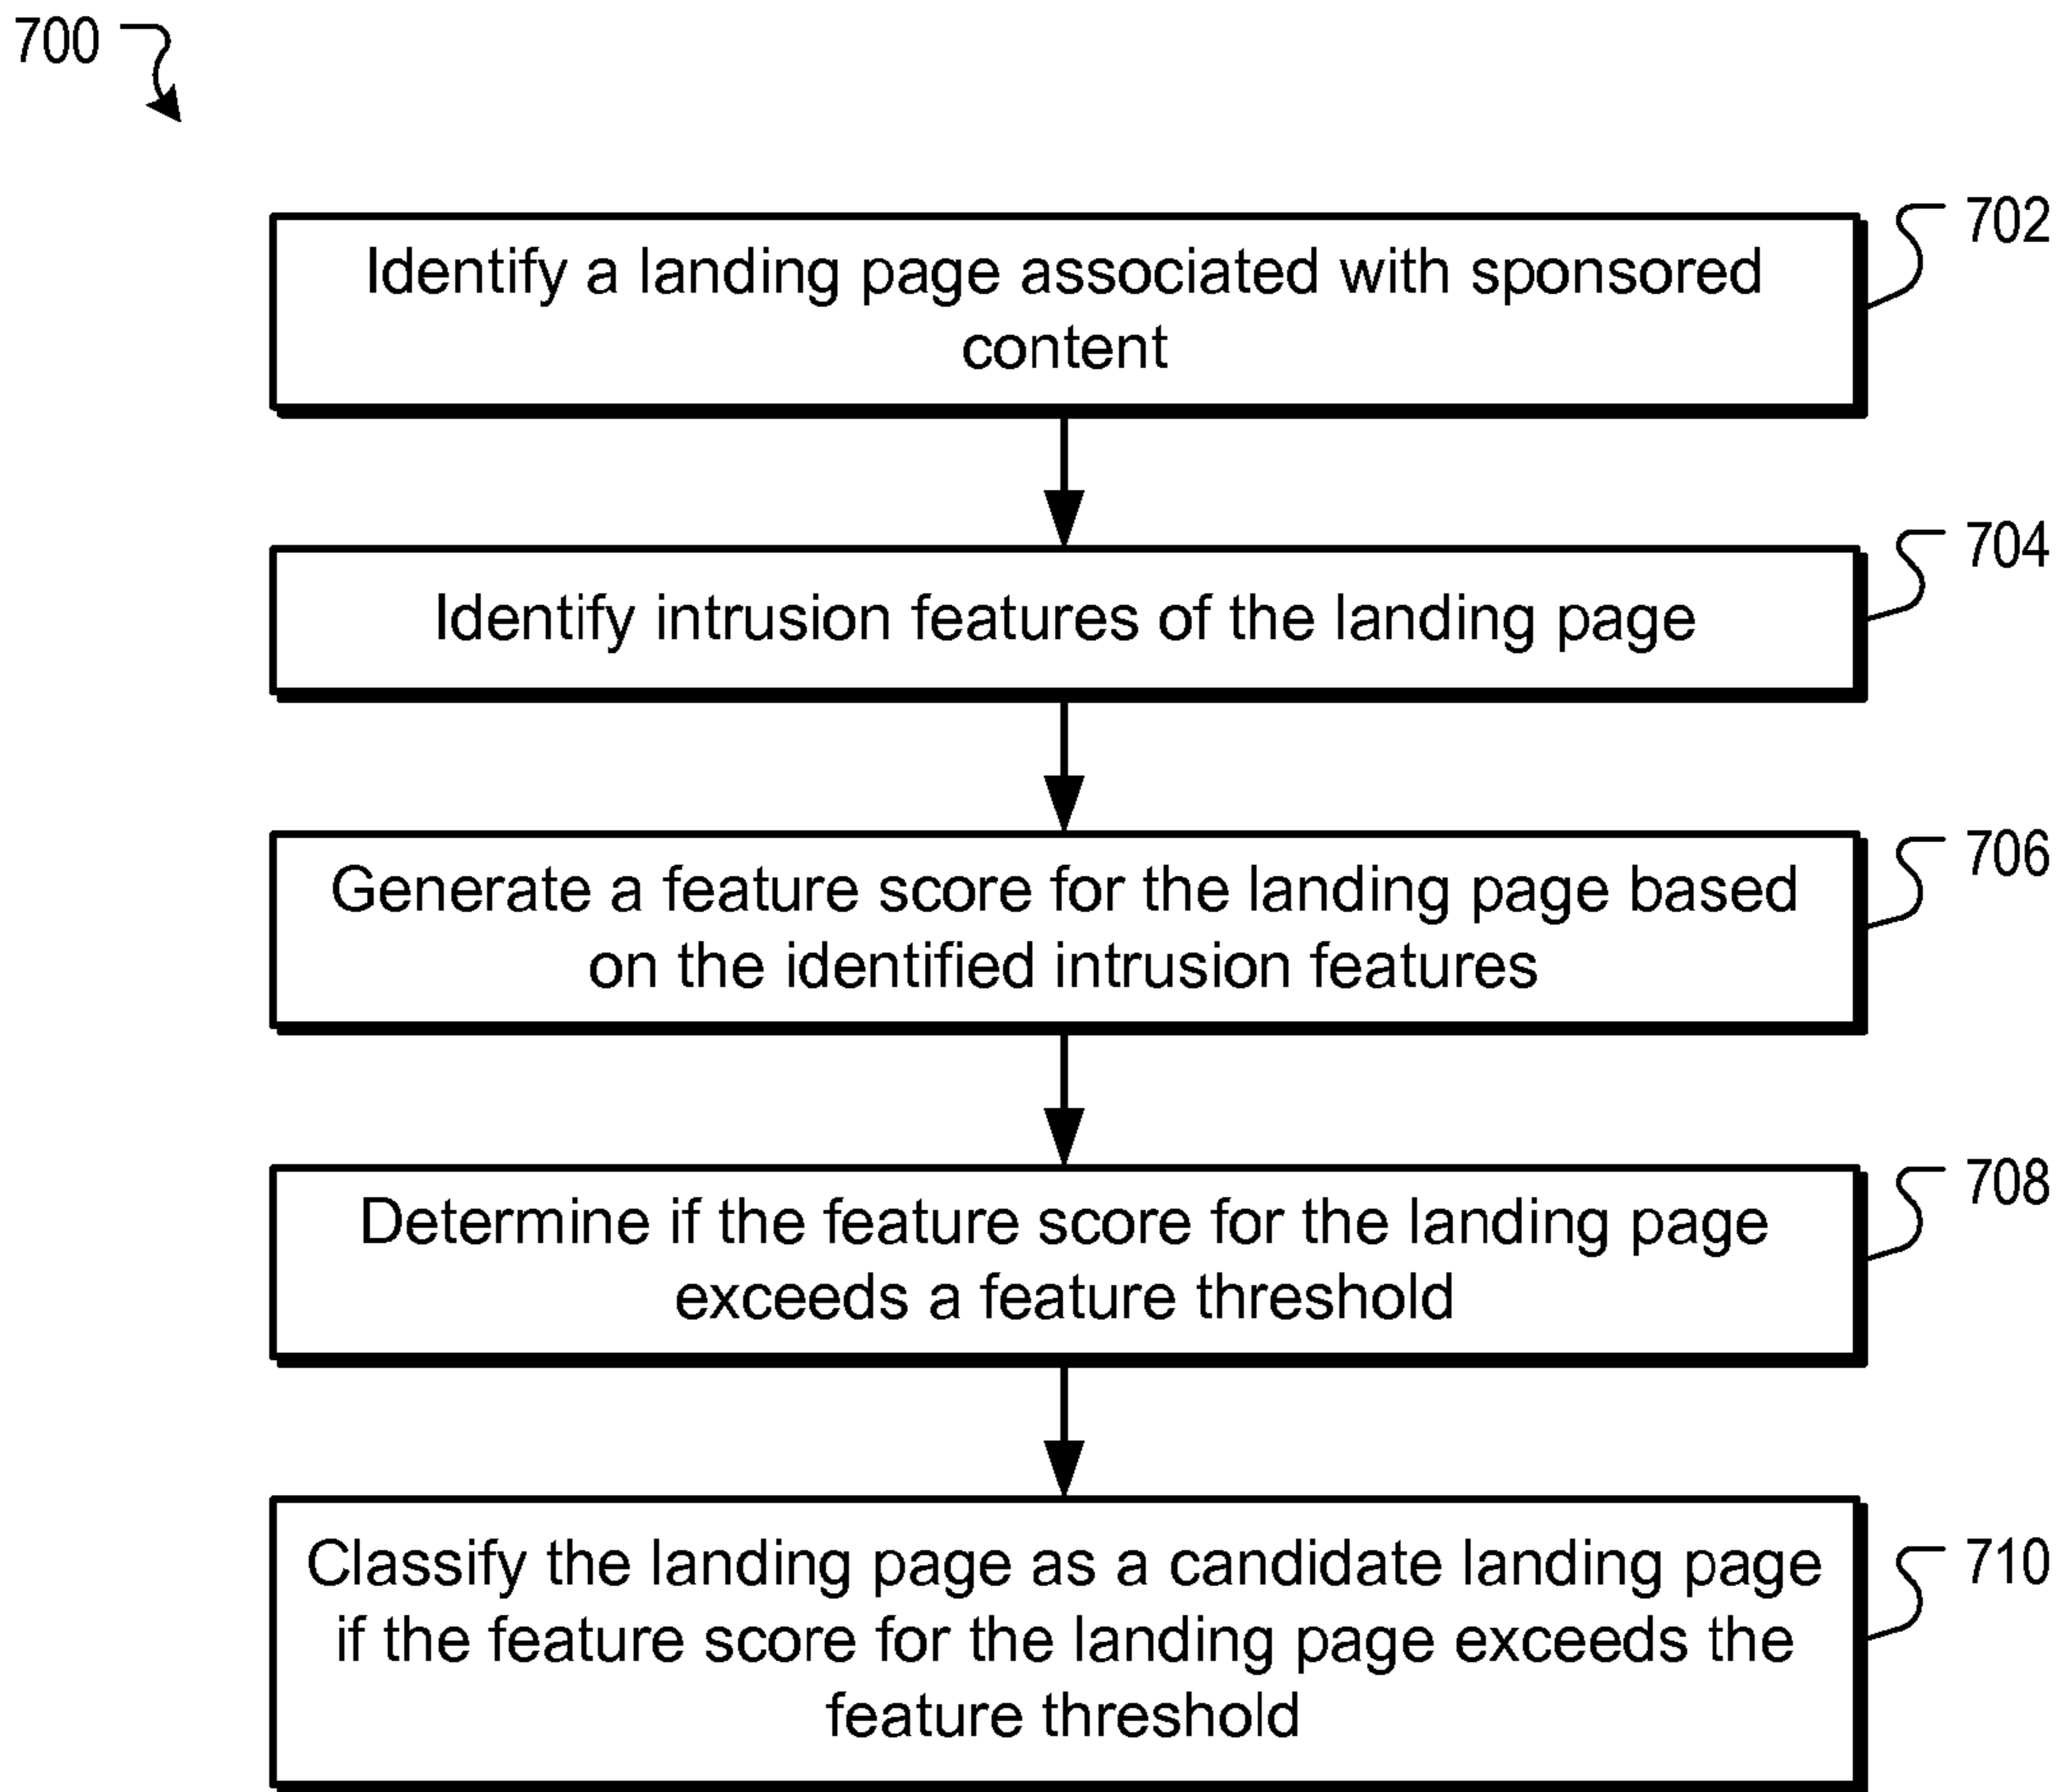 700
702
Identify a landing page associated with sponsored
content
704
Identify intrusion features of the landing page
706
Generate a feature score for the landing page based
on the identified intrusion features
708
Determine if the feature score for the landing page
exceeds a feature threshold
710
Classify the landing page as a candidate landing page
if the feature score for the landing page exceeds the
feature threshold